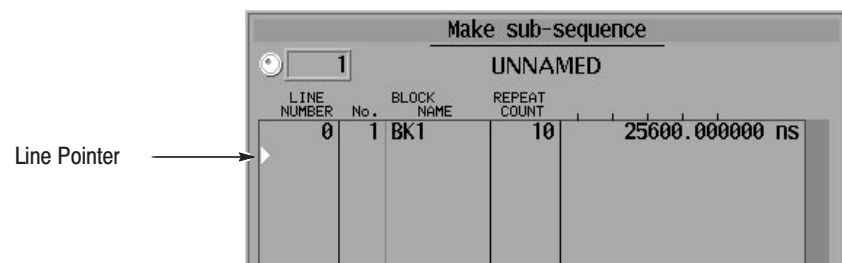 Make sub-sequence
1 UNNAMED
LINE NUMBER No. BLOCK NAME REPEAT COUNT
0 1 BK1 10 25600.000000 ns
Line Pointer